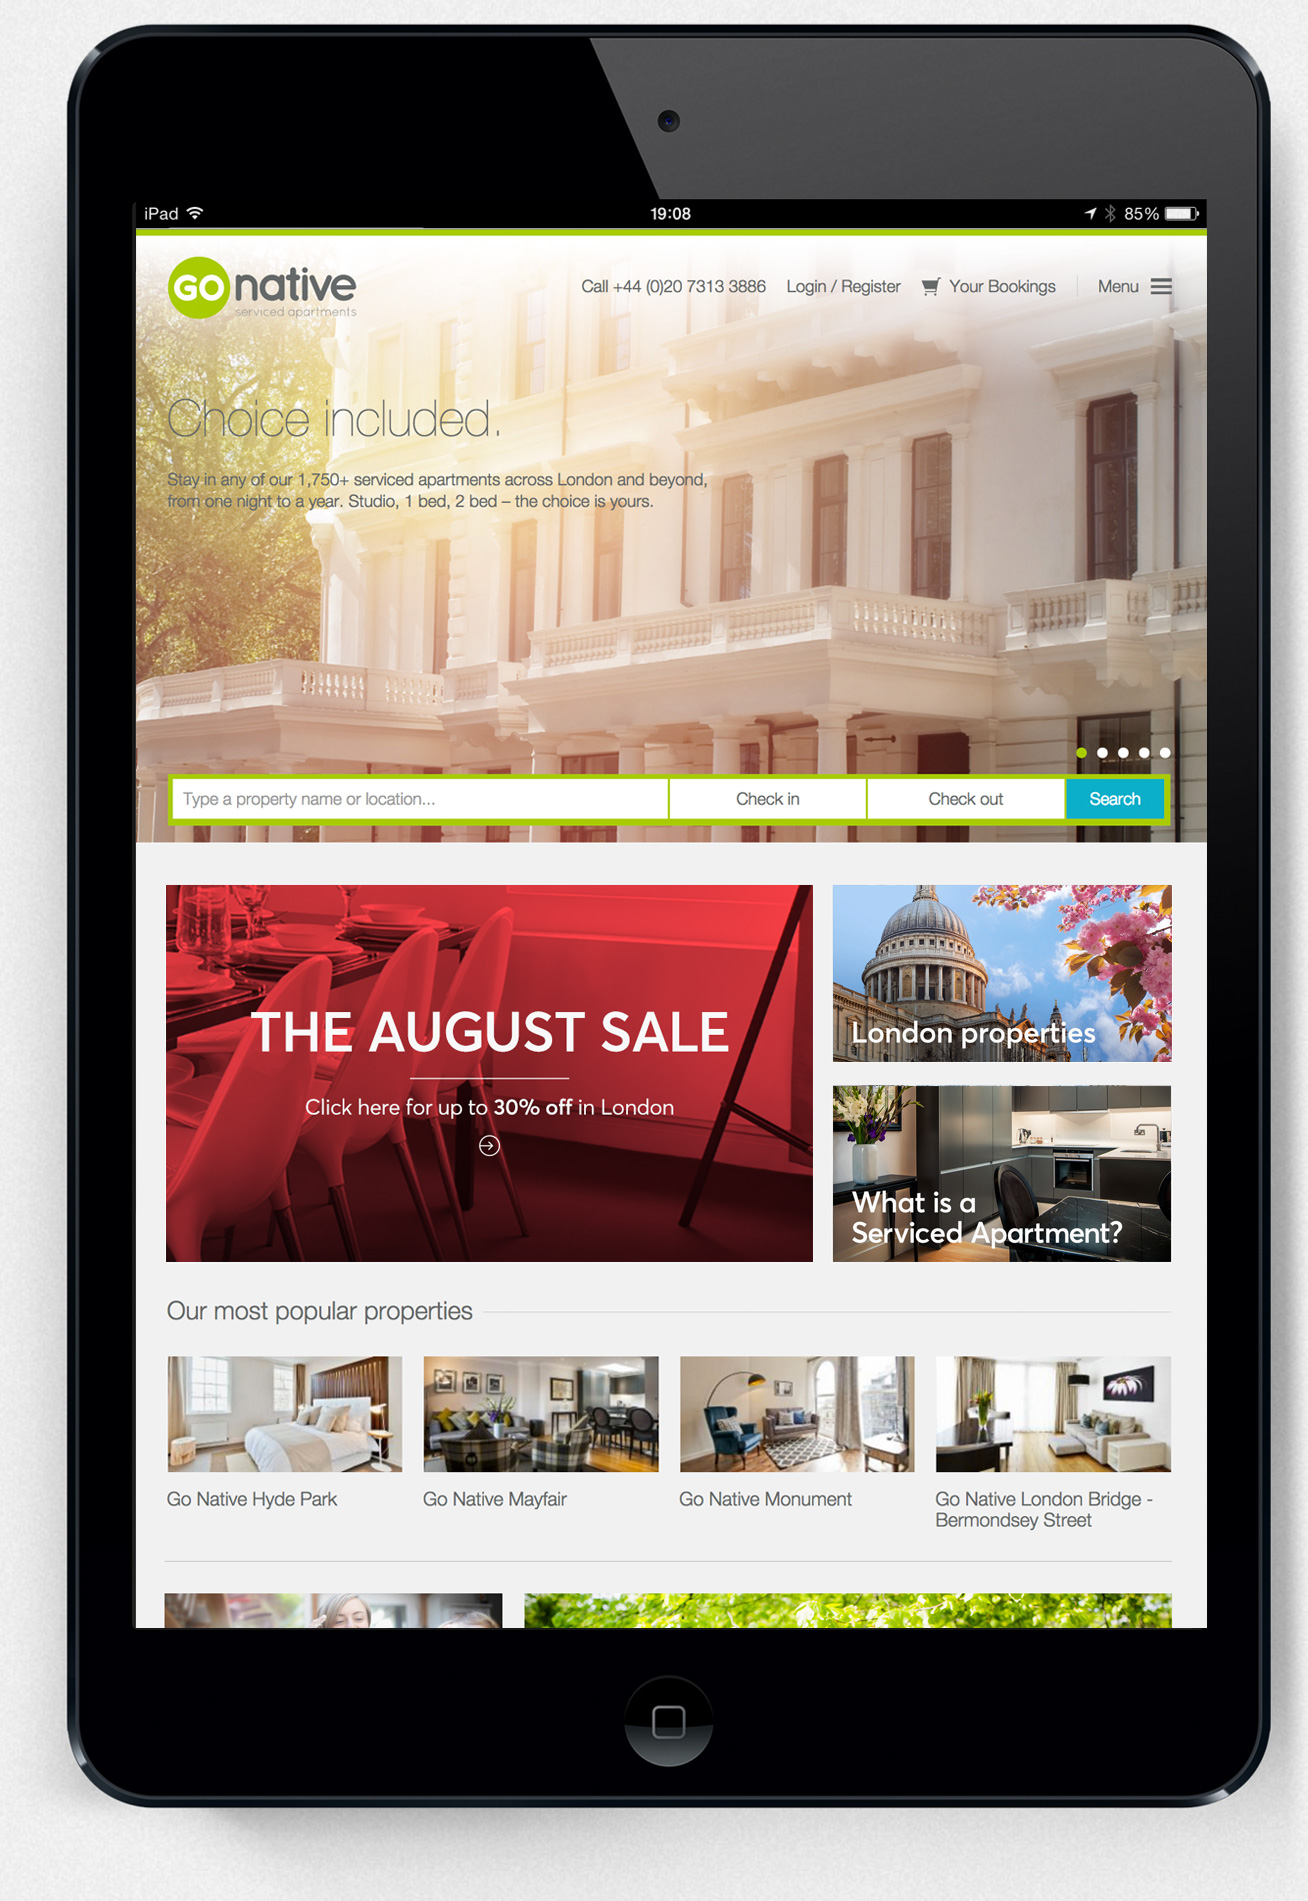 iPad 19:08 85%
GO native
serviced apartments
Call +44 (0)20 7313 3886 Login / Register Your Bookings Menu
Choice included.
Stay in any of our 1,750+ serviced apartments across London and beyond,
from one night to a year. Studio, 1 bed, 2 bed – the choice is yours.
Type a property name or location... Check in Check out Search
THE AUGUST SALE
Click here for up to 30% off in London
London properties
What is a
Serviced Apartment?
Our most popular properties
Go Native Hyde Park
Go Native Mayfair
Go Native Monument
Go Native London Bridge -
Bermondsey Street